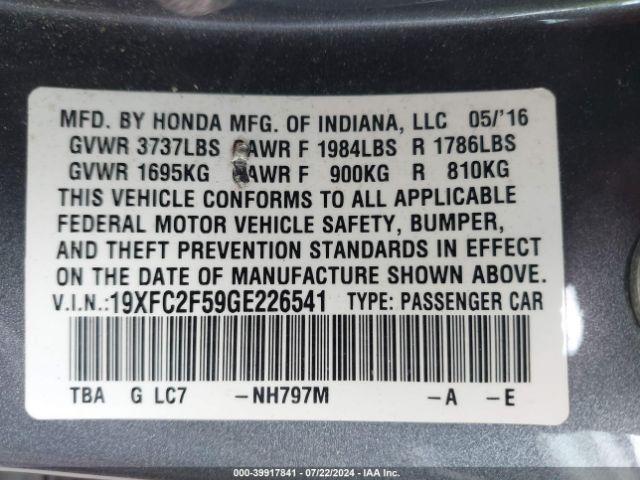 MFD. BY HONDA MFG. OF INDIANA, LLC 05/'16
GVWR 3737LBS GAWR F 1984LBS R 1786LBS
GVWR 1695KG GAWR F 900KG R 810KG
THIS VEHICLE CONFORMS TO ALL APPLICABLE
FEDERAL MOTOR VEHICLE SAFETY, BUMPER,
AND THEFT PREVENTION STANDARDS IN EFFECT
ON THE DATE OF MANUFACTURE SHOWN ABOVE.
V.I.N.:19XFC2F59GE226541 TYPE: PASSENGER CAR
TBA G LC7 -NH797M -A -E
000-39917841 - 07/22/2024 - IAA Inc.